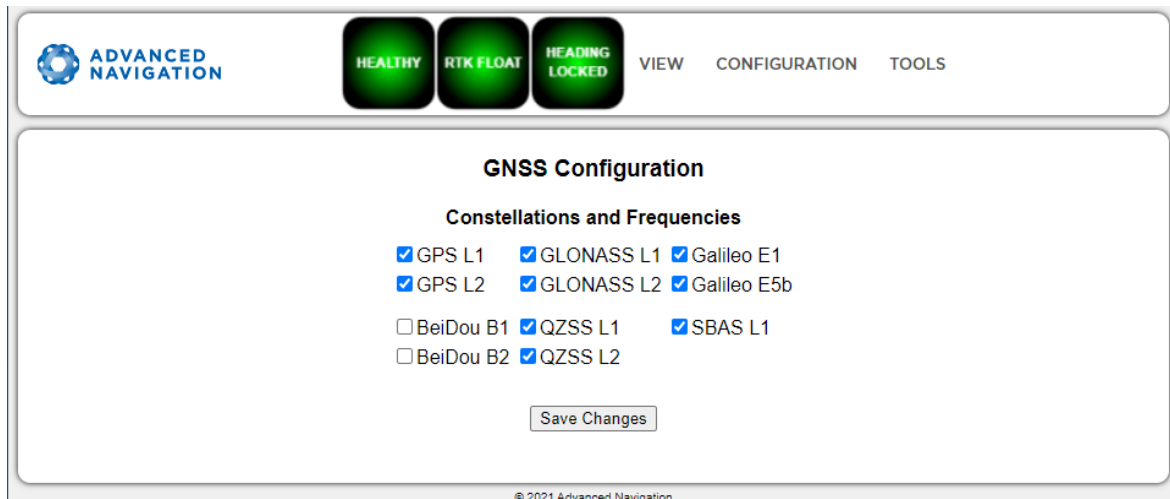 ADVANCED
NAVIGATION
HEALTHY
RTK FLOAT
HEADING
LOCKED
VIEW CONFIGURATION TOOLS
GNSS Configuration
Constellations and Frequencies
GPS L1 GLONASS L1 Galileo E1
GPS L2 GLONASS L2 Galileo E5b
BeiDou B1 QZSS L1 SBAS L1
BeiDou B2 QZSS L2
Save Changes
© 2021 Advanced Navigation